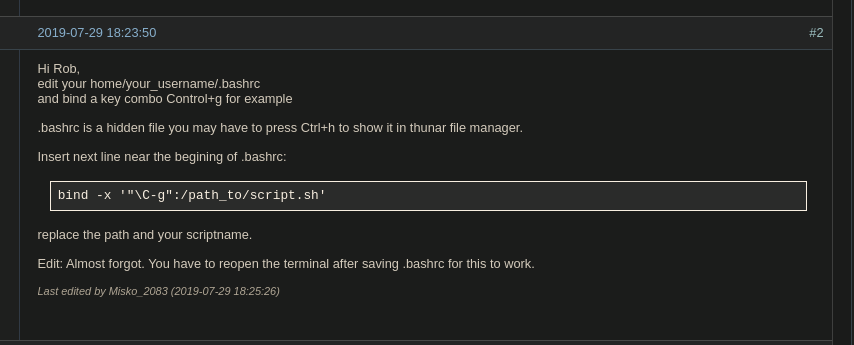 2019-07-29 18:23:50
#2
Hi Rob,
edit your home/your_username/.bashrc
and bind a key combo Control+g for example
.bashrc is a hidden file you may have to press Ctrl+h to show it in thunar file manager.
Insert next line near the begining of .bashrc:
bind -x '"\C-g":/path_to/script.sh'
replace the path and your scriptname.
Edit: Almost forgot. You have to reopen the terminal after saving .bashrc for this to work.
Last edited by Misko_2083 (2019-07-29 18:25:26)